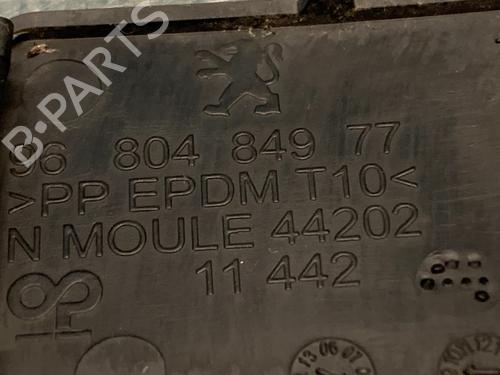 B-PARTS
96 804 849 77
>PP EPDM T10<
N MOULE 44202
11 442